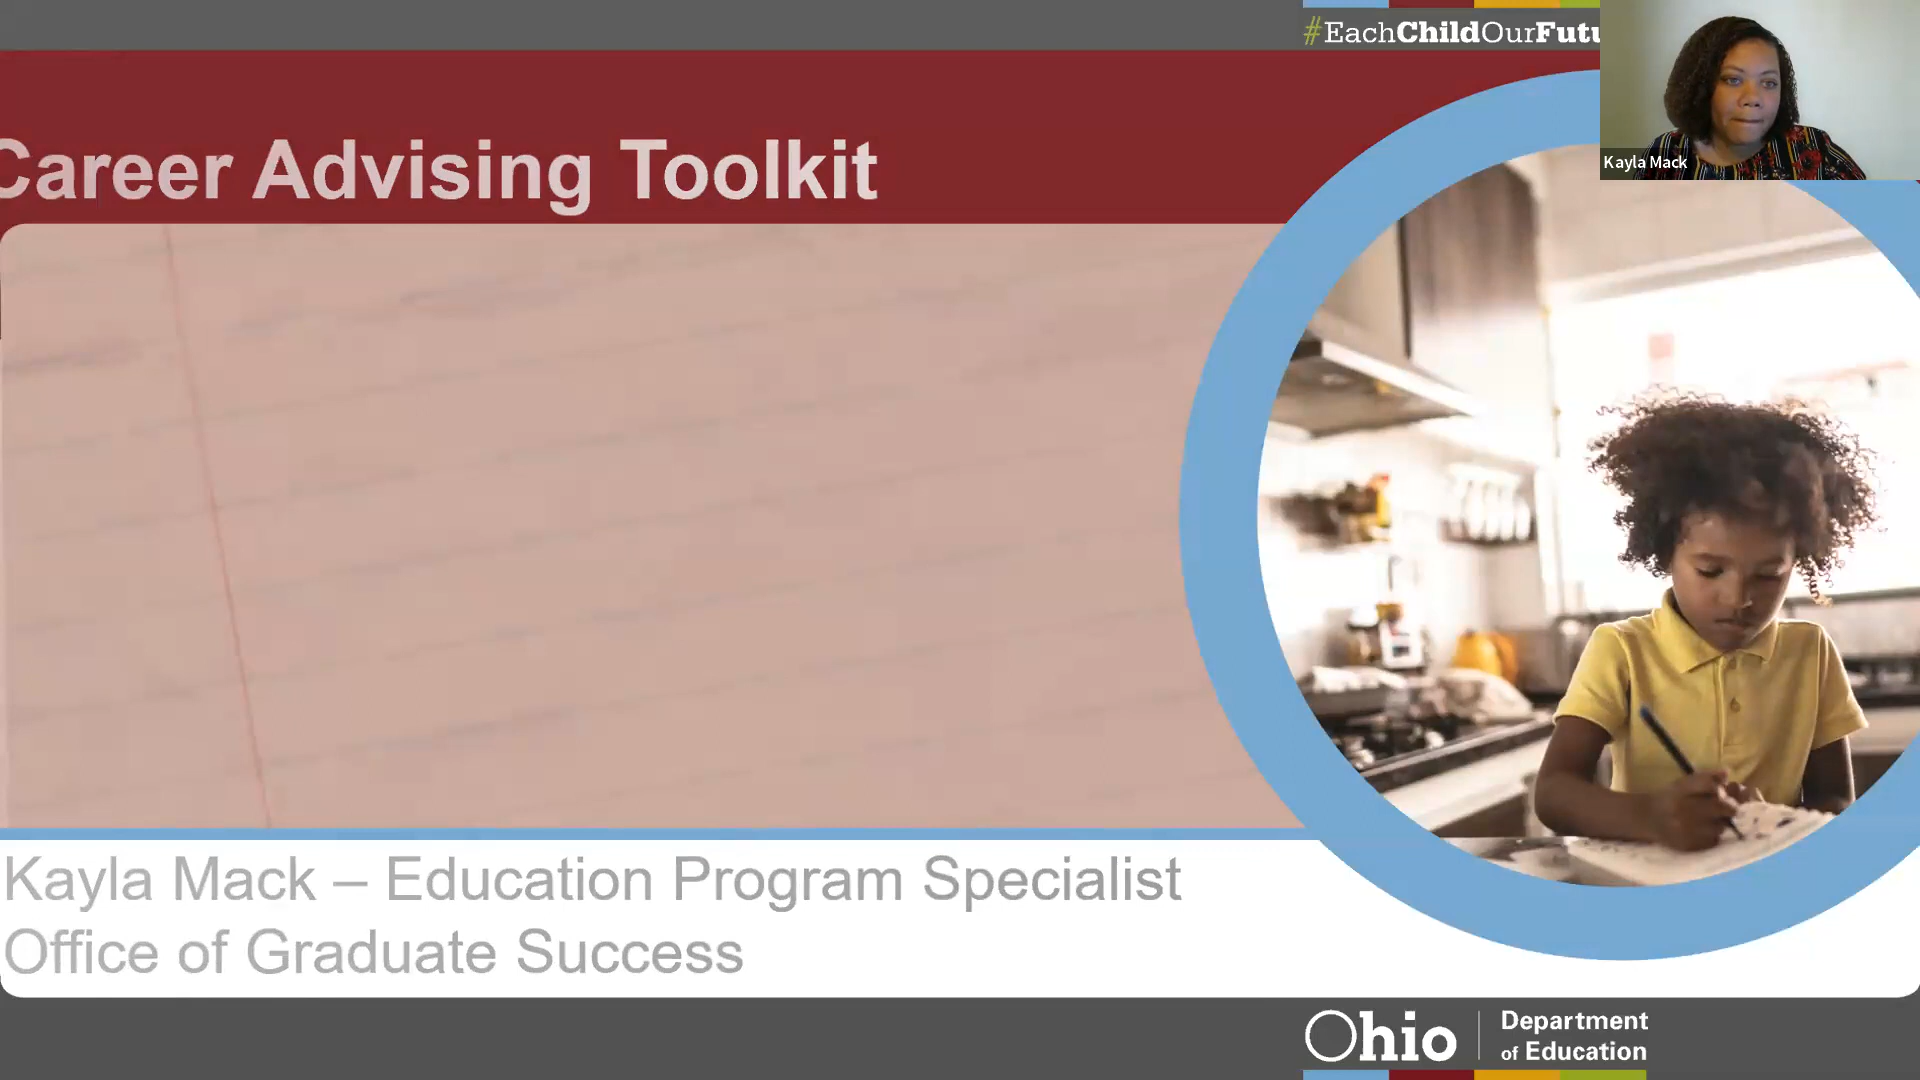 #EachChildOurFutu
Kayla Mack
Career Advising Toolkit
Kayla Mack – Education Program Specialist
Office of Graduate Success
Ohio
Department
of Education